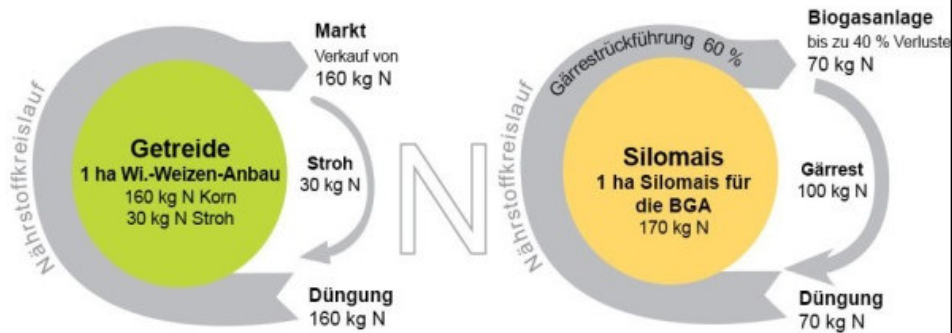 Nährstoffkreislauf
Markt
Verkauf von
160 kg N
Getreide
1 ha Wi.-Weizen-Anbau
160 kg N Korn
30 kg N Stroh
Stroh
30 kg N
Düngung
160 kg N
N
Nährstoffkreislauf
Gärrestrückführung 60 %
Biogasanlage
bis zu 40 % Verluste
70 kg N
Silomais
1 ha Silomais für
die BGA
170 kg N
Gärrest
100 kg N
Düngung
70 kg N